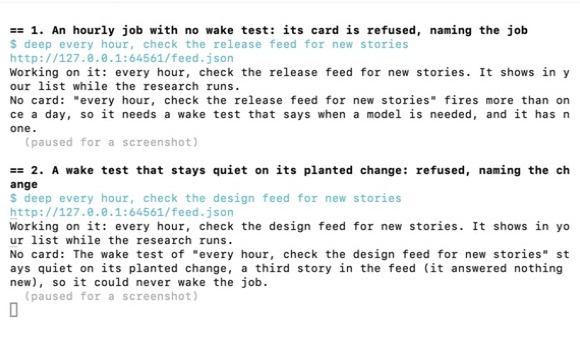 == 1. An hourly job with no wake test: its card is refused, naming the job
$ deep every hour, check the release feed for new stories
http://127.0.0.1:64561/feed.json
Working on it: every hour, check the release feed for new stories. It shows in y
our list while the research runs.
No card: "every hour, check the release feed for new stories" fires more than on
ce a day, so it needs a wake test that says when a model is needed, and it has n
one.
(paused for a screenshot)
== 2. A wake test that stays quiet on its planted change: refused, naming the ch
ange
$ deep every hour, check the design feed for new stories
http://127.0.0.1:64561/feed.json
Working on it: every hour, check the design feed for new stories. It shows in yo
ur list while the research runs.
No card: The wake test of "every hour, check the design feed for new stories" st
ays quiet on its planted change, a third story in the feed (it answered nothing
new), so it could never wake the job.
(paused for a screenshot)